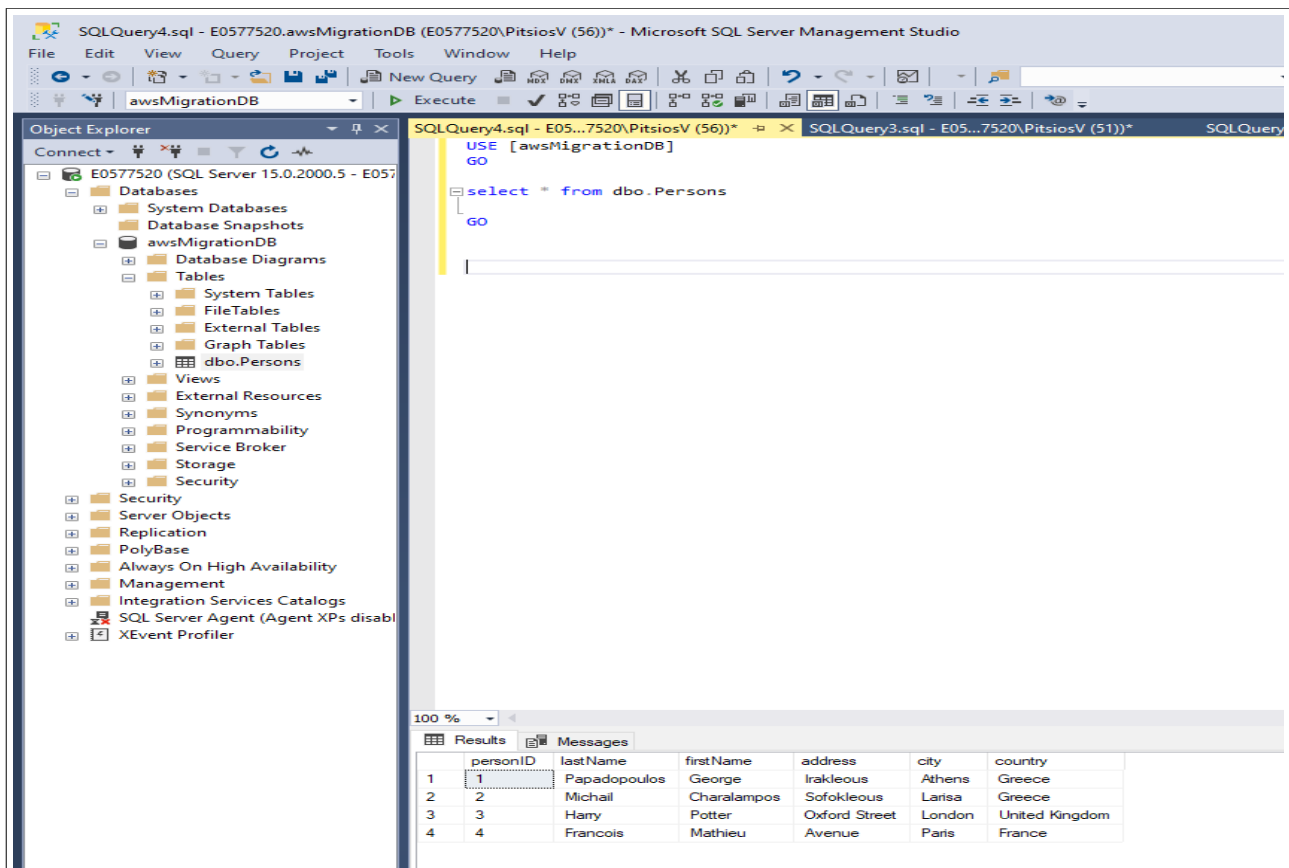 SQLQuery4.sql - E0577520.awsMigrationDB (E0577520\PitsiosV (56))* - Microsoft SQL Server Management Studio
File Edit View Query Project Tools Window Help
New Query MDX DMX XMLA DAX
awsMigrationDB Execute
Object Explorer
Connect
E0577520 (SQL Server 15.0.2000.5 - E057
Databases
System Databases
Database Snapshots
awsMigrationDB
Database Diagrams
Tables
System Tables
FileTables
External Tables
Graph Tables
dbo.Persons
Views
External Resources
Synonyms
Programmability
Service Broker
Storage
Security
Security
Server Objects
Replication
PolyBase
Always On High Availability
Management
Integration Services Catalogs
SQL Server Agent (Agent XPs disabl
XEvent Profiler
SQLQuery4.sql - E05...7520\PitsiosV (56))* SQLQuery3.sql - E05...7520\PitsiosV (51))* SQLQuery
USE [awsMigrationDB]
GO
select * from dbo.Persons
GO
100 %
Results Messages
personID lastName firstName address city country
1 1 Papadopoulos George Irakleous Athens Greece
2 2 Michail Charalampos Sofokleous Larisa Greece
3 3 Harry Potter Oxford Street London United Kingdom
4 4 Francois Mathieu Avenue Paris France